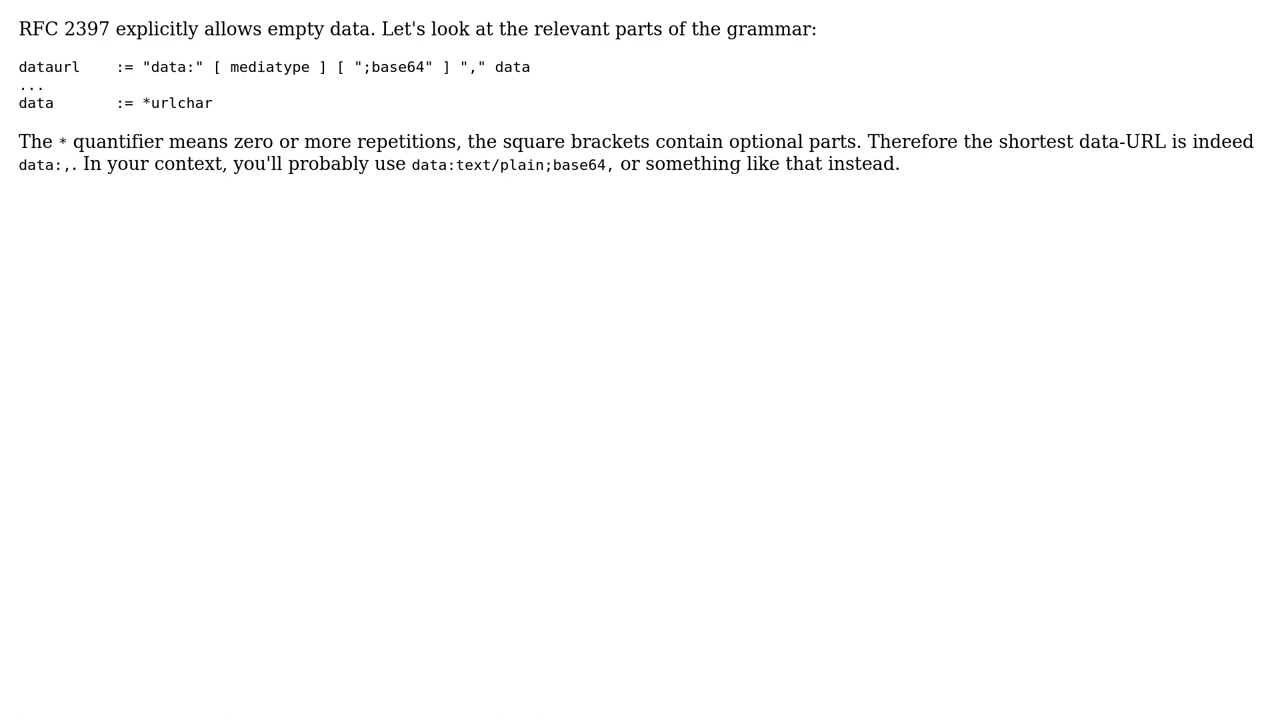 RFC 2397 explicitly allows empty data. Let's look at the relevant parts of the grammar:
dataurl    := "data:" [ mediatype ] [ ";base64" ] "," data
...
data       := *urlchar
The * quantifier means zero or more repetitions, the square brackets contain optional parts. Therefore the shortest data-URL is indeed
data:,. In your context, you'll probably use data:text/plain;base64, or something like that instead.